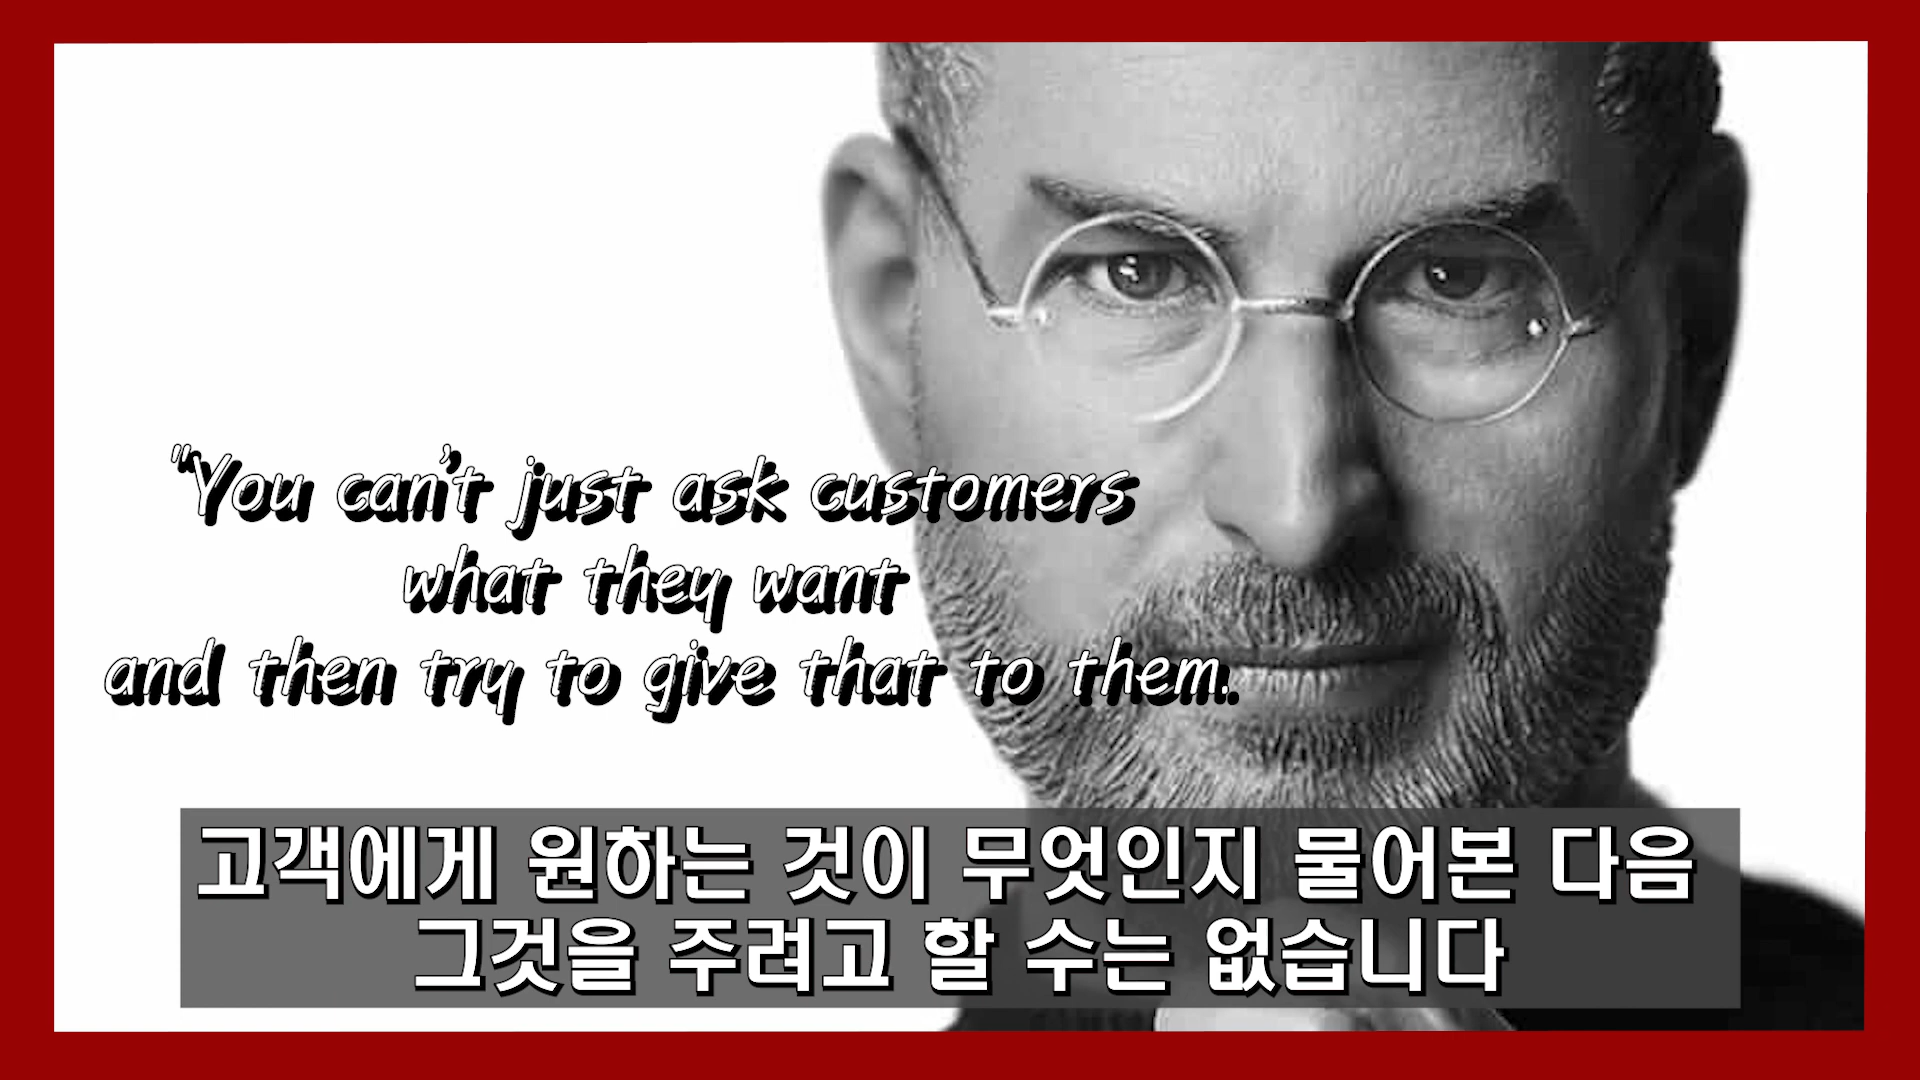 "You can't just ask customers
what they want
and then try to give that to them.
고객에게 원하는 것이 무엇인지 물어본 다음
그것을 주려고 할 수는 없습니다